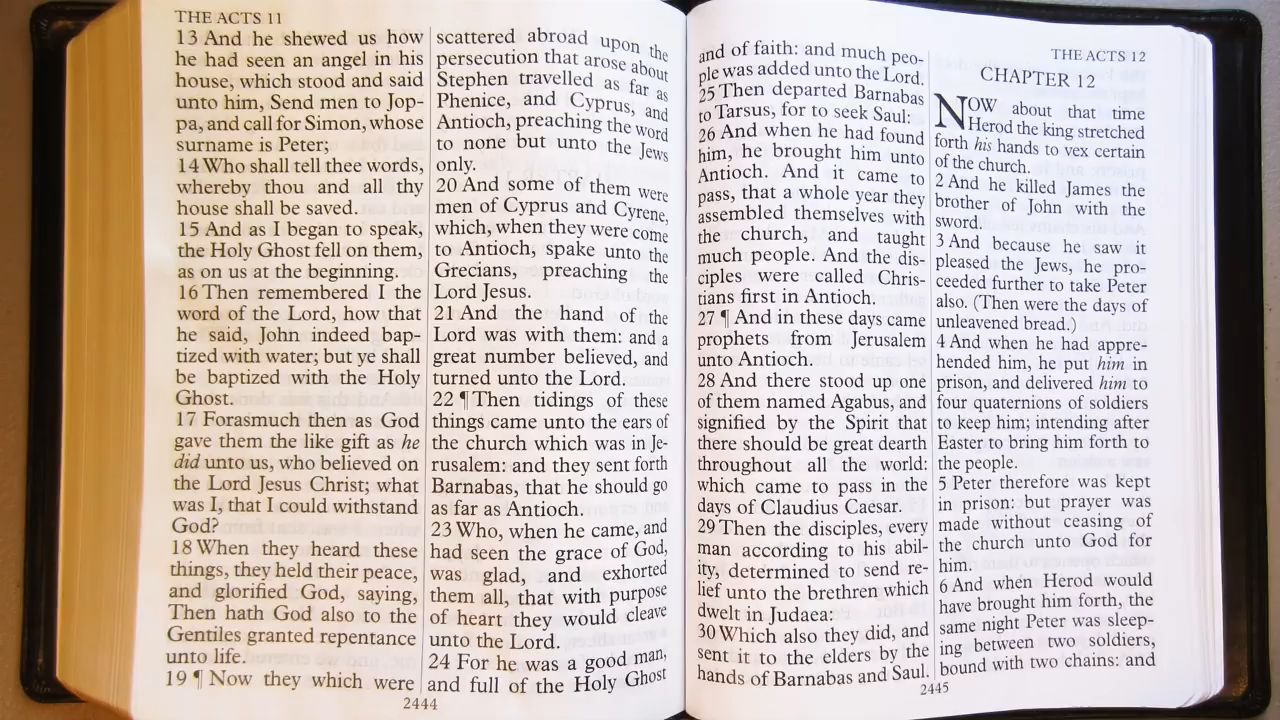 THE ACTS 11
13 And he shewed us how
he had seen an angel in his
house, which stood and said
unto him, Send men to Jop-
pa, and call for Simon, whose
surname is Peter;
14 Who shall tell thee words,
whereby thou and all thy
house shall be saved.
15 And as I began to speak,
the Holy Ghost fell on them,
as on us at the beginning.
16 Then remembered I the
word of the Lord, how that
he said, John indeed bap-
tized with water; but ye shall
be baptized with the Holy
Ghost.
17 Forasmuch then as God
gave them the like gift as he
did unto us, who believed on
the Lord Jesus Christ; what
was I, that I could withstand
God?
18 When they heard these
things, they held their peace,
and glorified God, saying,
Then hath God also to the
Gentiles granted repentance
unto life.
19 ¶ Now they which were
scattered abroad upon the
persecution that arose about
Stephen travelled as far as
Phenice, and Cyprus, and
Antioch, preaching the word
to none but unto the Jews
only.
20 And some of them were
men of Cyprus and Cyrene,
which, when they were come
to Antioch, spake unto the
Grecians, preaching the
Lord Jesus.
21 And the hand of the
Lord was with them: and a
great number believed, and
turned unto the Lord.
22 ¶ Then tidings of these
things came unto the ears of
the church which was in Je-
rusalem: and they sent forth
Barnabas, that he should go
as far as Antioch.
23 Who, when he came, and
had seen the grace of God,
was glad, and exhorted
them all, that with purpose
of heart they would cleave
unto the Lord.
24 For he was a good man,
and full of the Holy Ghost
2444
and of faith: and much peo-
ple was added unto the Lord.
25 Then departed Barnabas
to Tarsus, for to seek Saul:
26 And when he had found
him, he brought him unto
Antioch. And it came to
pass, that a whole year they
assembled themselves with
the church, and taught
much people. And the dis-
ciples were called Chris-
tians first in Antioch.
27 ¶ And in these days came
prophets from Jerusalem
unto Antioch.
28 And there stood up one
of them named Agabus, and
signified by the Spirit that
there should be great dearth
throughout all the world:
which came to pass in the
days of Claudius Caesar.
29 Then the disciples, every
man according to his abil-
ity, determined to send re-
lief unto the brethren which
dwelt in Judaea:
30 Which also they did, and
sent it to the elders by the
hands of Barnabas and Saul.
THE ACTS 12
CHAPTER 12
NOW about that time
Herod the king stretched
forth his hands to vex certain
of the church.
2 And he killed James the
brother of John with the
sword.
3 And because he saw it
pleased the Jews, he pro-
ceeded further to take Peter
also. (Then were the days of
unleavened bread.)
4 And when he had appre-
hended him, he put him in
prison, and delivered him to
four quaternions of soldiers
to keep him; intending after
Easter to bring him forth to
the people.
5 Peter therefore was kept
in prison: but prayer was
made without ceasing of
the church unto God for
him.
6 And when Herod would
have brought him forth, the
same night Peter was sleep-
ing between two soldiers,
bound with two chains: and
2445